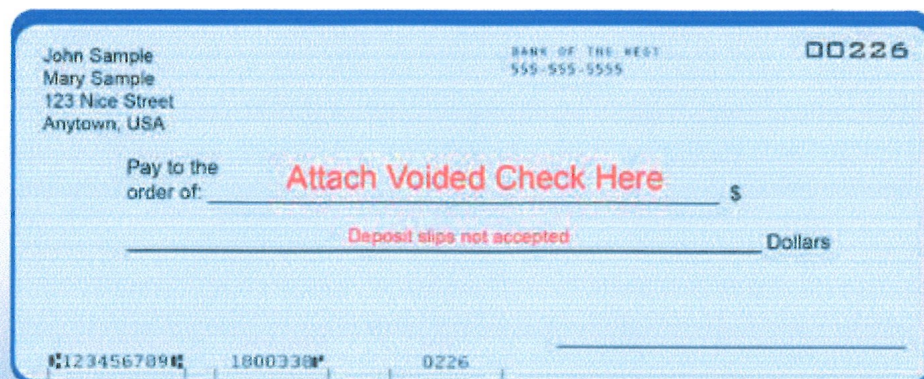 John Sample
Mary Sample
123 Nice Street
Anytown, USA
BANK OF THE WEST
555-555-5555
00226
Pay to the
order of:
Attach Voided Check Here
$
Deposit slips not accepted
Dollars
⑆123456789⑆ 1800338⑈ 0226